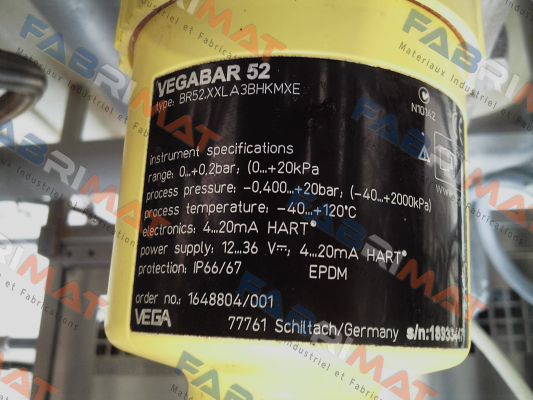 VEGABAR 52
type: BR52.XXLA3BHKMXE
N10142
instrument specifications
range: 0...+0,2bar; (0...+20kPa
process pressure: -0,400...+20bar; (-40...+2000kPa)
process temperature: -40...+120°C
electronics: 4...20mA HART®
power supply: 12...36 V⎓; 4...20mA HART®
protection: IP66/67 EPDM
order no.: 1648804/001
VEGA 77761 Schiltach/Germany s/n:
FABRIMAT
Materiaux Industriel et Fabrications